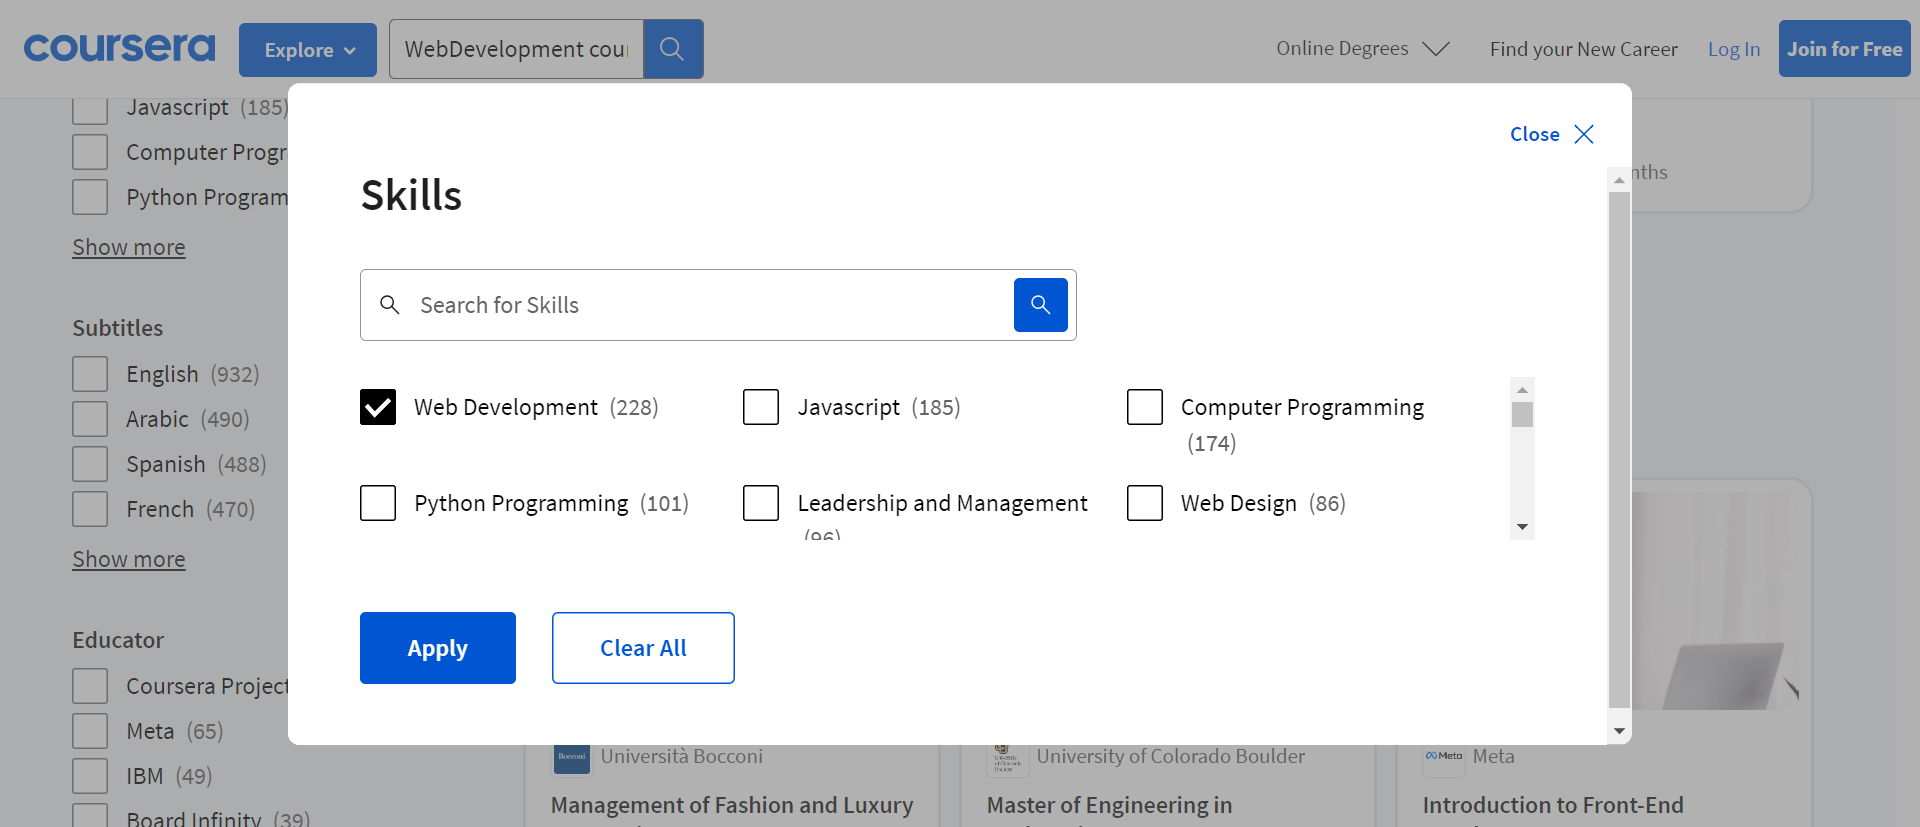 coursera
Explore
WebDevelopment cour
Online Degrees
Find your New Career
Log In
Join for Free
Javascript (185)
Computer Progr
Python Program
Show more
Subtitles
English (932)
Arabic (490)
Spanish (488)
French (470)
Show more
Educator
Coursera Project
Meta (65)
IBM (49)
Board Infinity (39)
Close
Skills
Search for Skills
Web Development (228)
Javascript (185)
Computer Programming
(174)
Python Programming (101)
Leadership and Management
(96)
Web Design (86)
Apply
Clear All
nths
Bocconi
Università Bocconi
University of Colorado Boulder
Meta
Meta
Management of Fashion and Luxury
Master of Engineering in
Introduction to Front-End